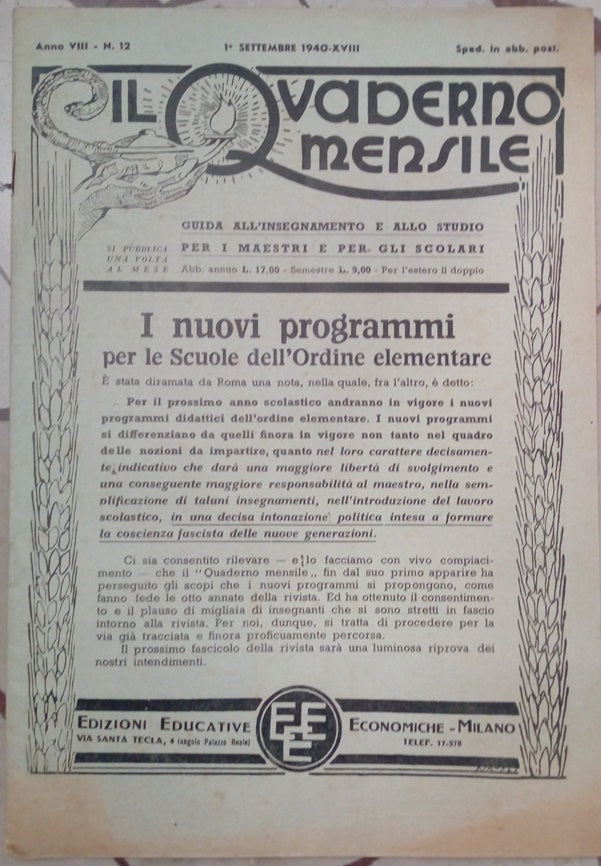 Anno VIII - N. 12 1° SETTEMBRE 1940-XVIII Sped. in abb. post.
IL QUADERNO
MENSILE
GUIDA ALL'INSEGNAMENTO E ALLO STUDIO
PER I MAESTRI E PER GLI SCOLARI
SI PUBBLICA
UNA VOLTA
AL MESE
Abb. annuo L. 17,00 - Semestre L. 9,00 - Per l'estero il doppio
I nuovi programmi
per le Scuole dell'Ordine elementare
È stata diramata da Roma una nota, nella quale, fra l'altro, è detto:
Per il prossimo anno scolastico andranno in vigore i nuovi
programmi didattici dell'ordine elementare. I nuovi programmi
si differenziano da quelli finora in vigore non tanto nel quadro
delle nozioni da impartire, quanto nel loro carattere decisamen-
te indicativo che darà una maggiore libertà di svolgimento e
una conseguente maggiore responsabilità al maestro, nella sem-
plificazione di taluni insegnamenti, nell'introduzione del lavoro
scolastico, in una decisa intonazione politica intesa a formare
la coscienza fascista delle nuove generazioni.
Ci sia consentito rilevare — e lo facciamo con vivo compiaci-
mento — che il "Quaderno mensile„ fin dal suo primo apparire ha
perseguito gli scopi che i nuovi programmi si propongono, come
fanno fede le otto annate della rivista. Ed ha ottenuto il consentimen-
to e il plauso di migliaia di insegnanti che si sono stretti in fascio
intorno alla rivista. Per noi, dunque, si tratta di procedere per la
via già tracciata e finora proficuamente percorsa.
Il prossimo fascicolo della rivista sarà una luminosa riprova dei
nostri intendimenti.
EDIZIONI EDUCATIVE EEE ECONOMICHE - MILANO
VIA SANTA TECLA, 4 (angolo Palazzo Reale) TELEF. 17-578